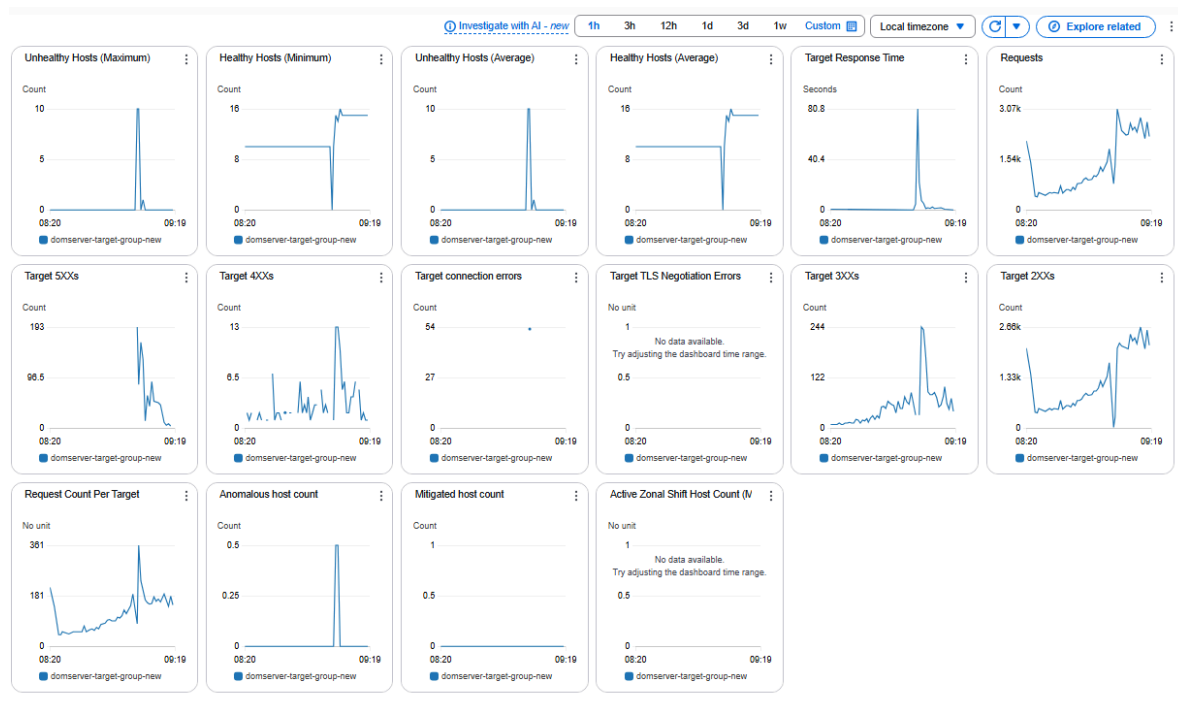 Investigate with AI - new 1h 3h 12h 1d 3d 1w Custom Local timezone Explore related
Unhealthy Hosts (Maximum)
Count
10
5
0
08:20 09:19
domserver-target-group-new
Healthy Hosts (Minimum)
Count
16
8
0
08:20 09:19
domserver-target-group-new
Unhealthy Hosts (Average)
Count
10
5
0
08:20 09:19
domserver-target-group-new
Healthy Hosts (Average)
Count
16
8
0
08:20 09:19
domserver-target-group-new
Target Response Time
Seconds
80.8
40.4
0
08:20 09:19
domserver-target-group-new
Requests
Count
3.07k
1.54k
0
08:20 09:19
domserver-target-group-new
Target 5XXs
Count
193
96.5
0
08:20 09:19
domserver-target-group-new
Target 4XXs
Count
13
6.5
0
08:20 09:19
domserver-target-group-new
Target connection errors
Count
54
27
0
08:20 09:19
domserver-target-group-new
Target TLS Negotiation Errors
No unit
1
No data available.
Try adjusting the dashboard time range.
0.5
0
08:20 09:19
domserver-target-group-new
Target 3XXs
Count
244
122
0
08:20 09:19
domserver-target-group-new
Target 2XXs
Count
2.66k
1.33k
0
08:20 09:19
domserver-target-group-new
Request Count Per Target
No unit
361
181
0
08:20 09:19
domserver-target-group-new
Anomalous host count
Count
0.5
0.25
0
08:20 09:19
domserver-target-group-new
Mitigated host count
Count
1
0.5
0
08:20 09:19
domserver-target-group-new
Active Zonal Shift Host Count (M
No unit
1
No data available.
Try adjusting the dashboard time range.
0.5
0
08:20 09:19
domserver-target-group-new